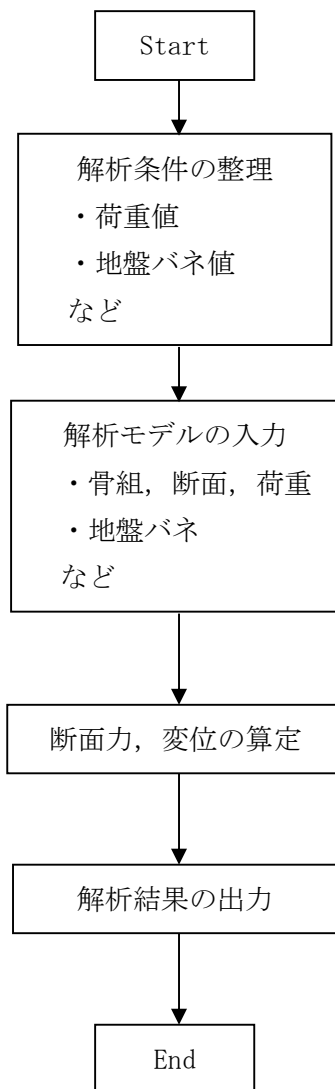 Start
解析条件の整理
・荷重値
・地盤バネ値
など
解析モデルの入力
・骨組，断面，荷重
・地盤バネ
など
断面力，変位の算定
解析結果の出力
End